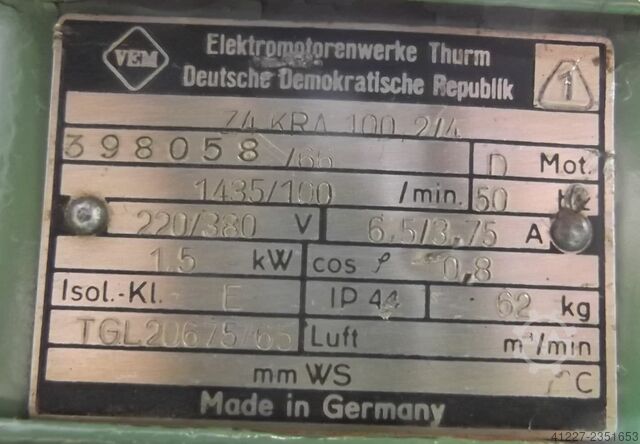 VEM Elektromotorenwerke Thurm
Deutsche Demokratische Republik 1
Z4 KRA 100,2/4
398058 /66 D Mot.
1435/100 /min. 50 Hz
220/380 V 6,5/3,75 A
1,5 kW cos φ 0,8
Isol.-Kl. E IP 44 62 kg
TGL20675/65 Luft m³/min
mm WS °C
Made in Germany
41227-2351653